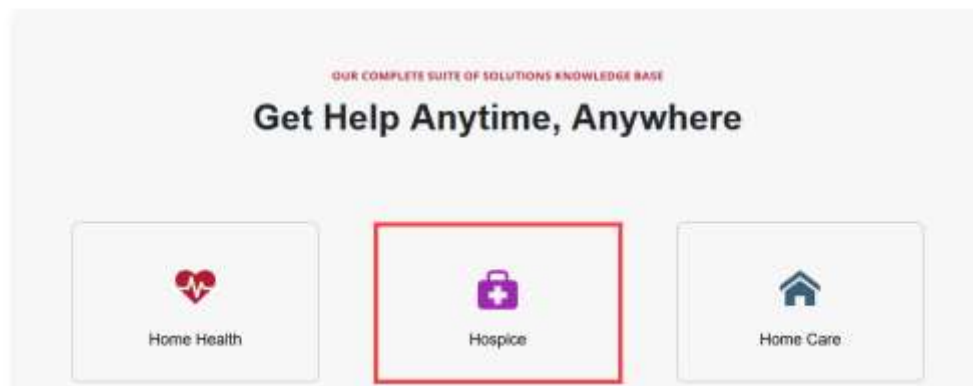 OUR COMPLETE SUITE OF SOLUTIONS KNOWLEDGE BASE
Get Help Anytime, Anywhere
Home Health
Hospice
Home Care